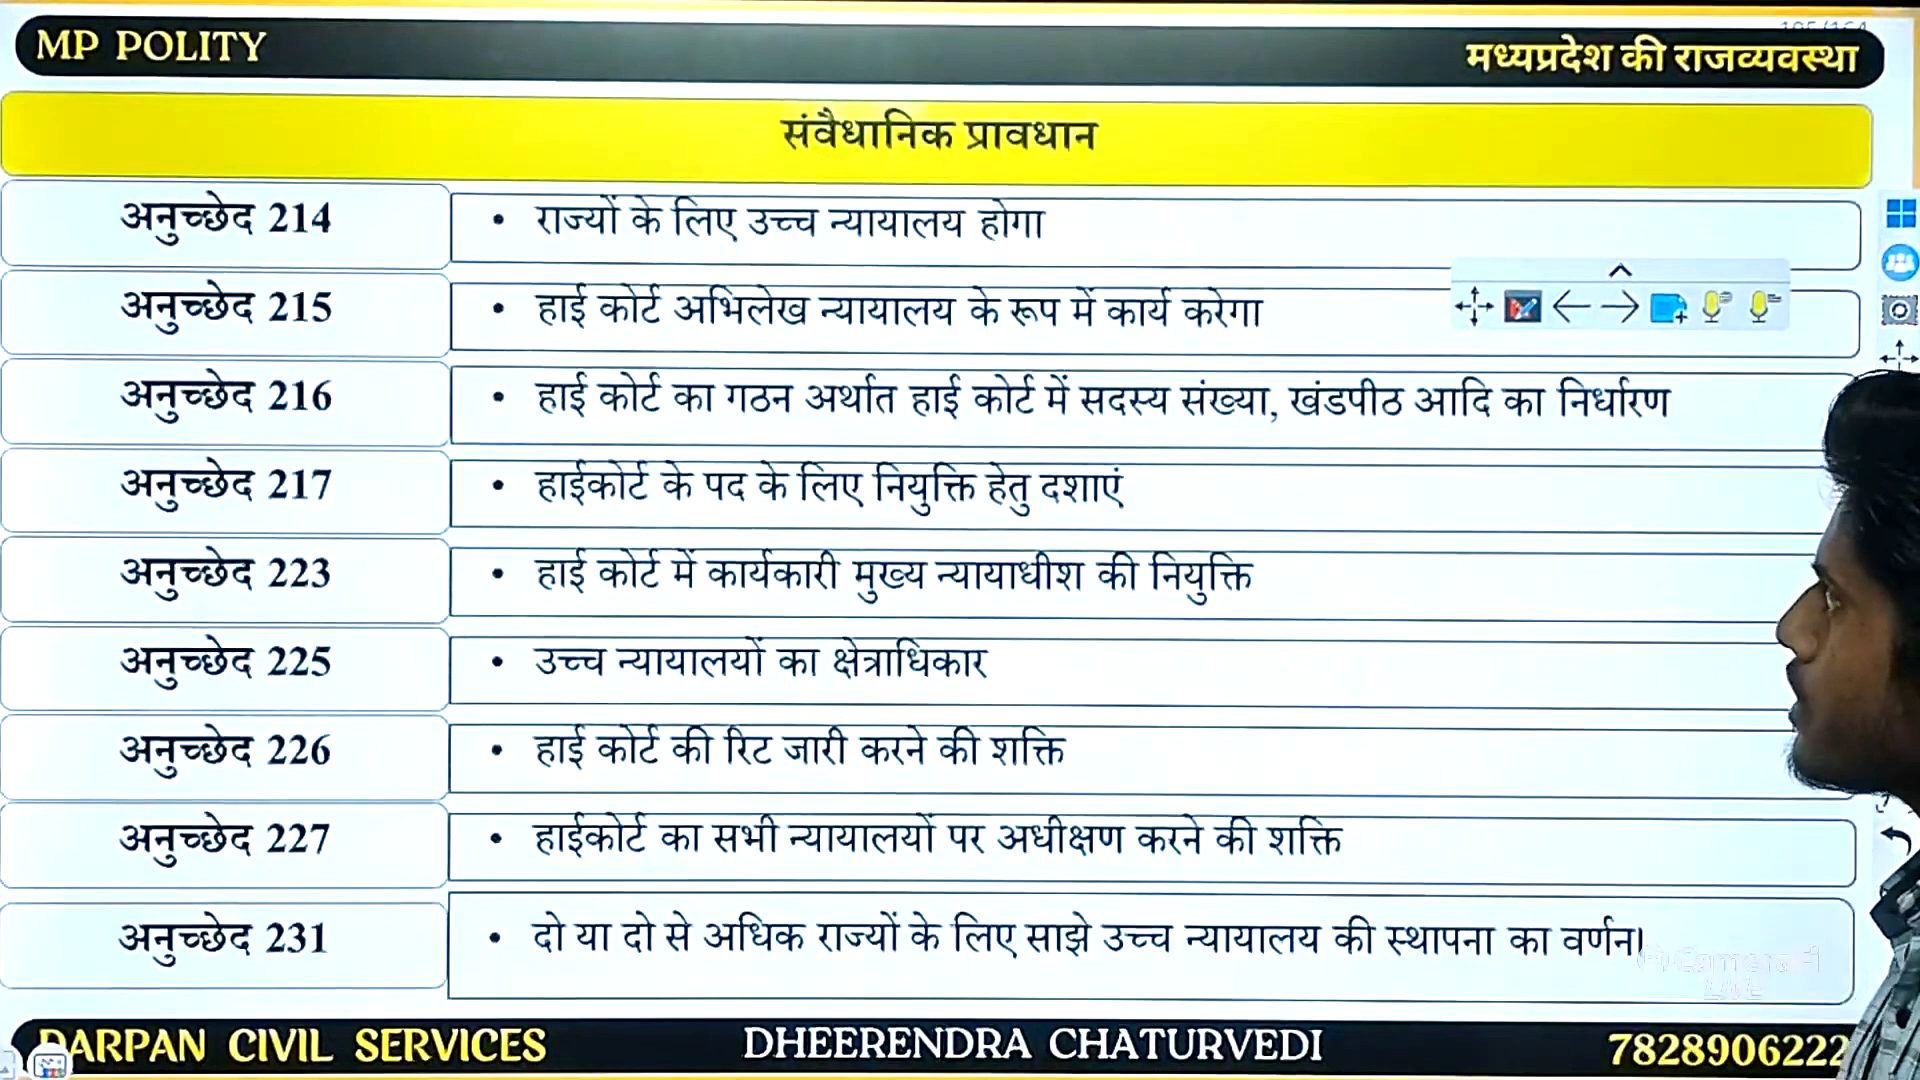 MP POLITY
मध्यप्रदेश की राजव्यवस्था
संवैधानिक प्रावधान
अनुच्छेद 214
• राज्यों के लिए उच्च न्यायालय होगा
अनुच्छेद 215
• हाई कोर्ट अभिलेख न्यायालय के रूप में कार्य करेगा
अनुच्छेद 216
• हाई कोर्ट का गठन अर्थात हाई कोर्ट में सदस्य संख्या, खंडपीठ आदि का निर्धारण
अनुच्छेद 217
• हाईकोर्ट के पद के लिए नियुक्ति हेतु दशाएं
अनुच्छेद 223
• हाई कोर्ट में कार्यकारी मुख्य न्यायाधीश की नियुक्ति
अनुच्छेद 225
• उच्च न्यायालयों का क्षेत्राधिकार
अनुच्छेद 226
• हाई कोर्ट की रिट जारी करने की शक्ति
अनुच्छेद 227
• हाईकोर्ट का सभी न्यायालयों पर अधीक्षण करने की शक्ति
अनुच्छेद 231
• दो या दो से अधिक राज्यों के लिए साझे उच्च न्यायालय की स्थापना का वर्णन।
DARPAN CIVIL SERVICES
DHEERENDRA CHATURVEDI
7828906222